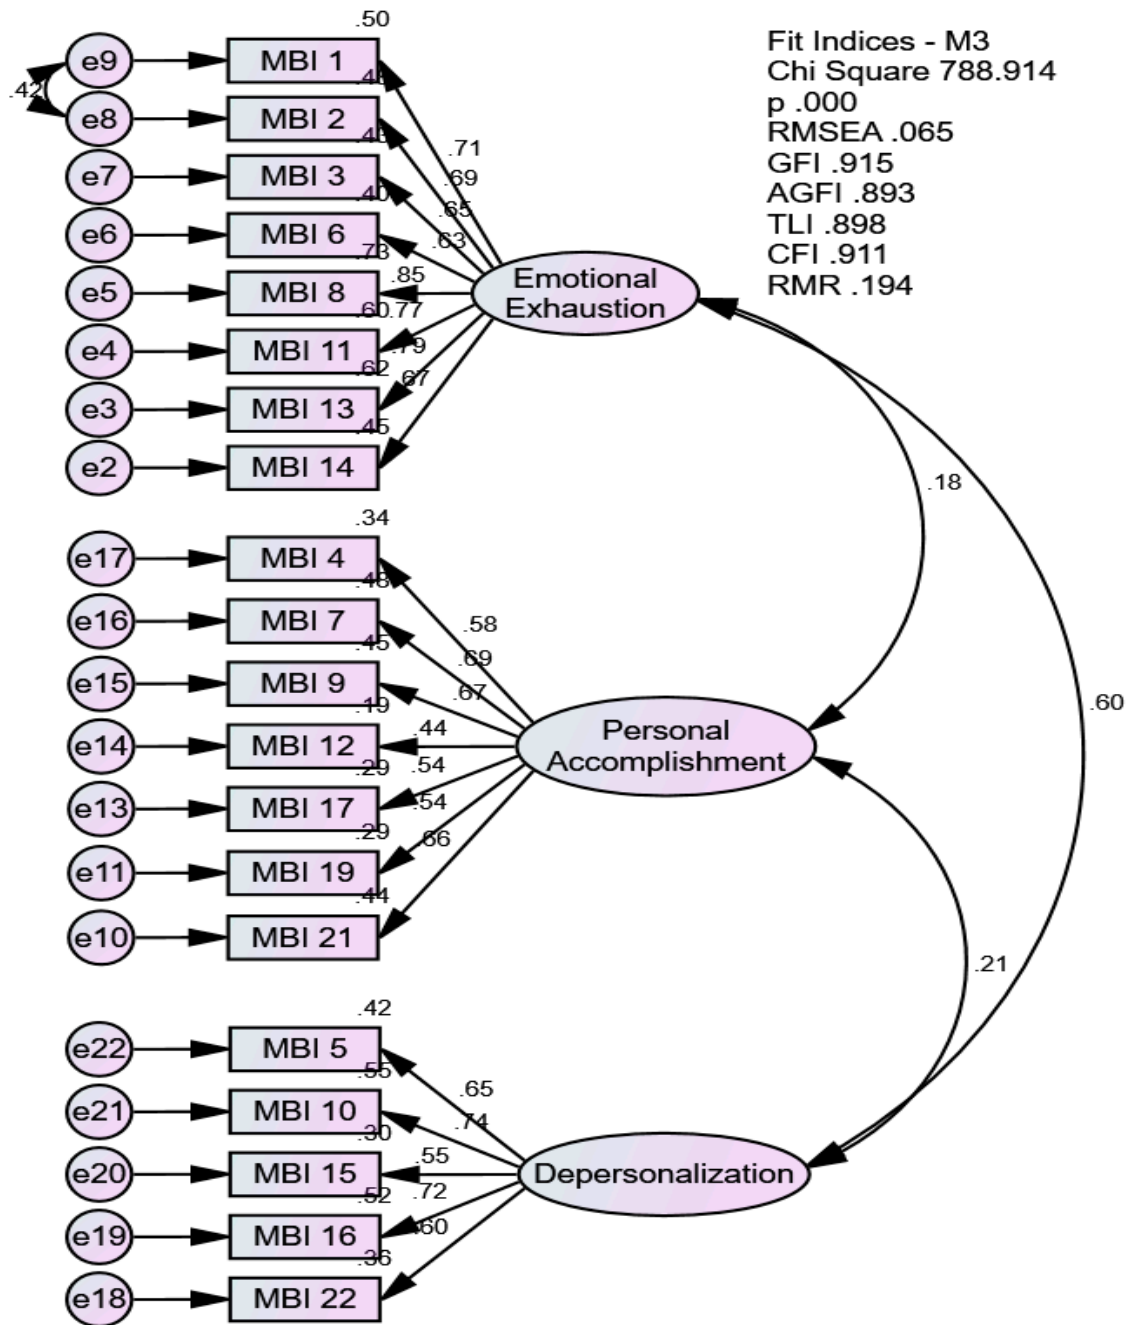 .50
e9
MBI 1
.42
.48
e8
MBI 2
.43
e7
MBI 3
.40
e6
MBI 6
.73
e5
MBI 8
.60
e4
MBI 11
.62
e3
MBI 13
.45
e2
MBI 14
.71
.69
.65
.63
.85
.77
.79
.67
Emotional
Exhaustion
Fit Indices - M3
Chi Square 788.914
p .000
RMSEA .065
GFI .915
AGFI .893
TLI .898
CFI .911
RMR .194
.18
.60
.34
e17
MBI 4
.48
e16
MBI 7
.45
e15
MBI 9
.19
e14
MBI 12
.29
e13
MBI 17
.29
e11
MBI 19
.44
e10
MBI 21
.58
.69
.67
.44
.54
.54
.66
Personal
Accomplishment
.21
.42
e22
MBI 5
.55
e21
MBI 10
.30
e20
MBI 15
.52
e19
MBI 16
.36
e18
MBI 22
.65
.74
.55
.72
.60
Depersonalization